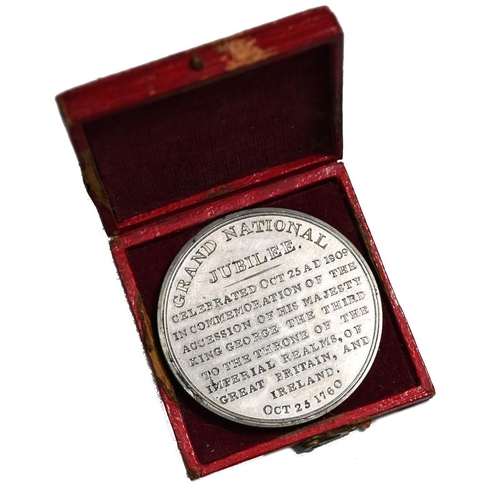 GRAND NATIONAL
JUBILEE.
CELEBRATED OCT 25 A D 1809
IN COMMEMORATION OF THE
ACCESSION OF HIS MAJESTY
KING GEORGE THE THIRD
TO THE THRONE OF THE
IMPERIAL REALMS, OF
GREAT BRITAIN, AND
IRELAND.
OCT 25 1760